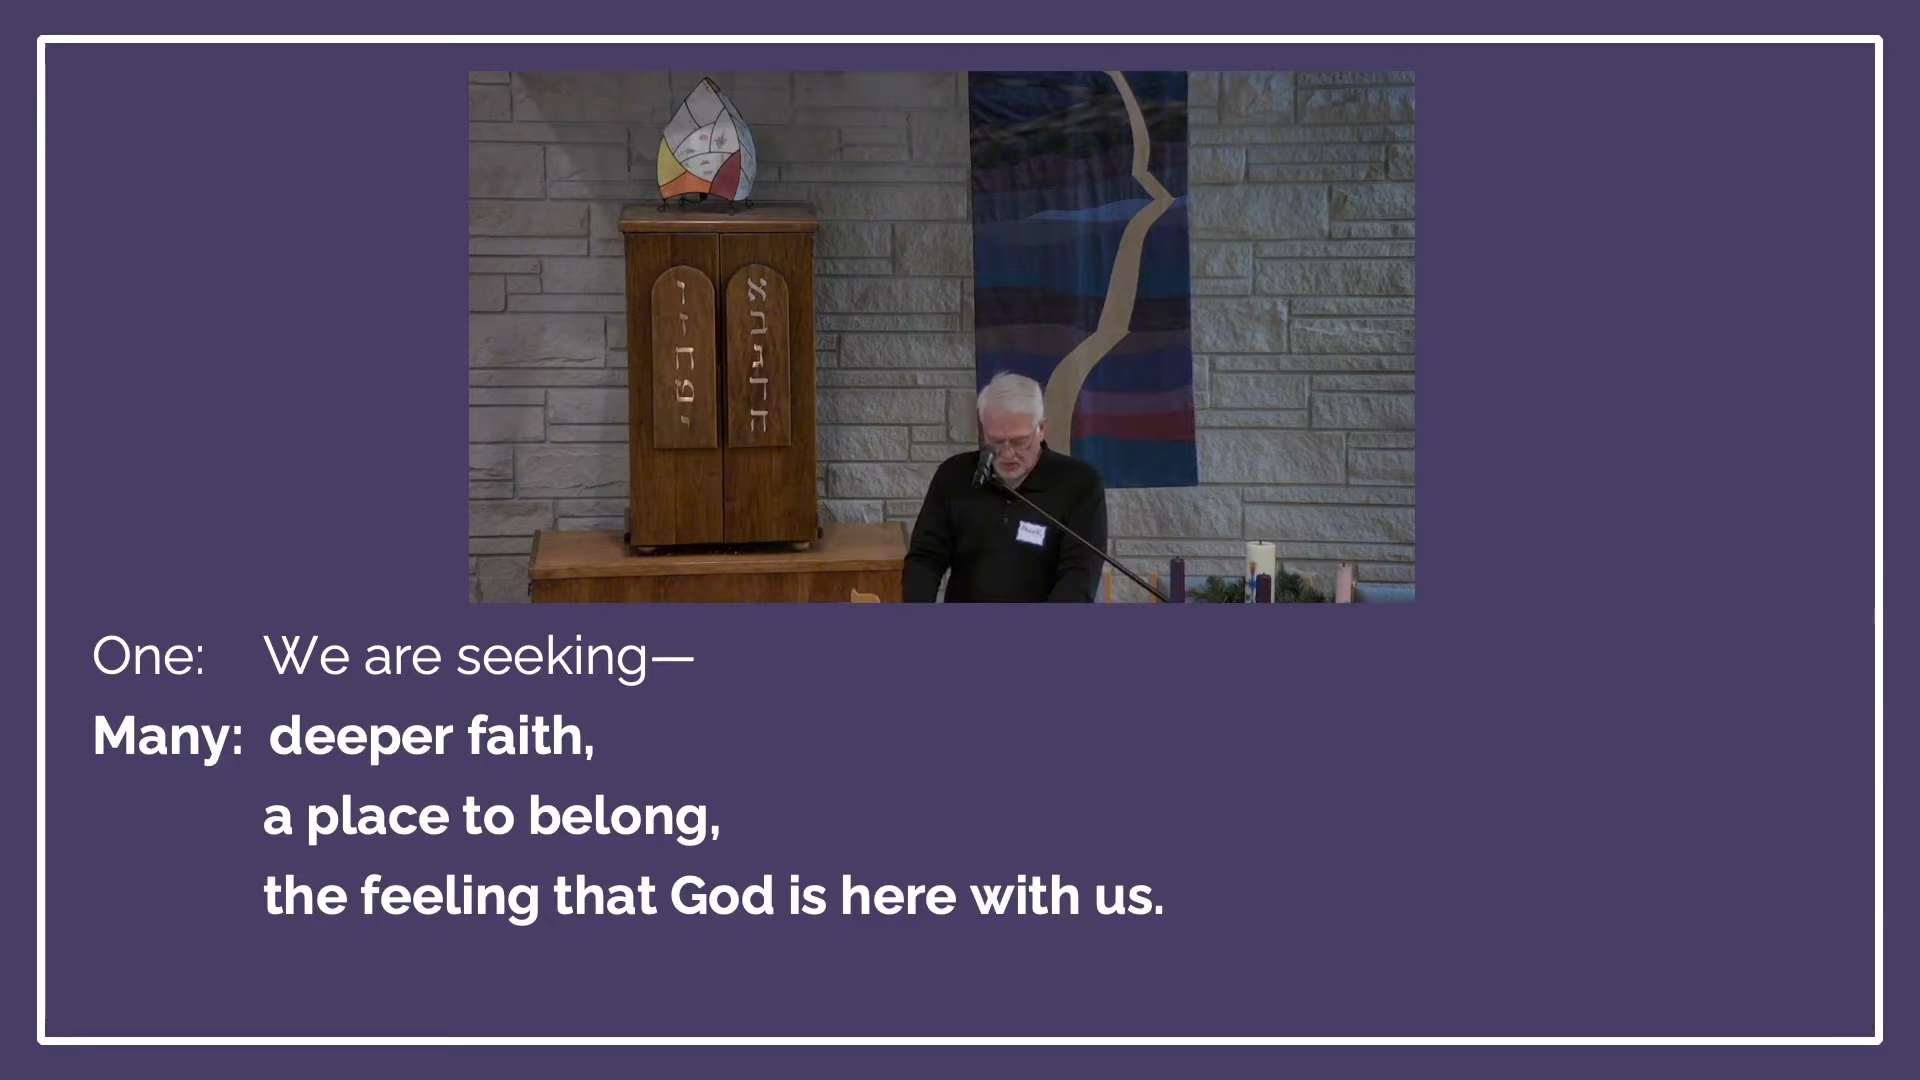 א
ב
ג
ד
ה
ו
ז
ח
ט
י
One: We are seeking—
Many: deeper faith,
a place to belong,
the feeling that God is here with us.